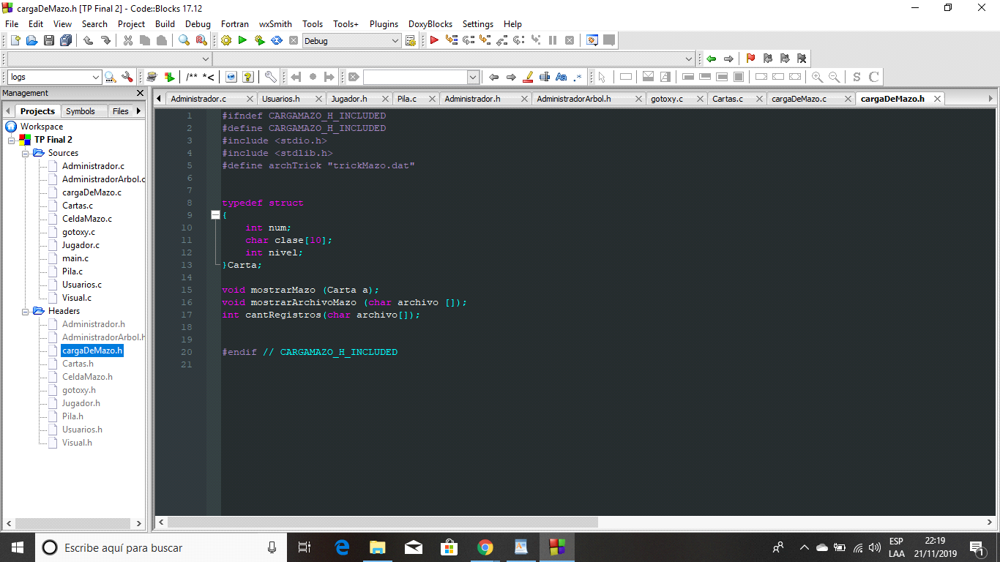 cargaDeMazo.h [TP Final 2] - Code::Blocks 17.12
File Edit View Search Project Build Debug Fortran wxSmith Tools Tools+ Plugins DoxyBlocks Settings Help
Debug
logs
/** *<
Aa .*
S C
Management
Administrador.c Usuarios.h Jugador.h Pila.c Administrador.h AdministradorArbol.h gotoxy.c Cartas.c cargaDeMazo.c cargaDeMazo.h
Projects Symbols Files
Workspace
TP Final 2
Sources
Administrador.c
AdministradorArbol.c
cargaDeMazo.c
Cartas.c
CeldaMazo.c
gotoxy.c
Jugador.c
main.c
Pila.c
Usuarios.c
Visual.c
Headers
Administrador.h
AdministradorArbol.h
cargaDeMazo.h
Cartas.h
CeldaMazo.h
gotoxy.h
Jugador.h
Pila.h
Usuarios.h
Visual.h
1 #ifndef CARGAMAZO_H_INCLUDED
2 #define CARGAMAZO_H_INCLUDED
3 #include <stdio.h>
4 #include <stdlib.h>
5 #define archTrick "trickMazo.dat"
6
7
8 typedef struct
9 {
10 int num;
11 char clase[10];
12 int nivel;
13 }Carta;
14
15 void mostrarMazo (Carta a);
16 void mostrarArchivoMazo (char archivo []);
17 int cantRegistros(char archivo[]);
18
19
20 #endif // CARGAMAZO_H_INCLUDED
21
Escribe aquí para buscar
ESP
LAA
22:19
21/11/2019
1